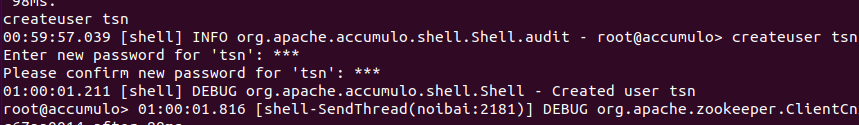 98ms.
createuser tsn
00:59:57.039 [shell] INFO org.apache.accumulo.shell.Shell.audit - root@accumulo> createuser tsn
Enter new password for 'tsn': ***
Please confirm new password for 'tsn': ***
01:00:01.211 [shell] DEBUG org.apache.accumulo.shell.Shell - Created user tsn
root@accumulo> 01:00:01.816 [shell-SendThread(noibai:2181)] DEBUG org.apache.zookeeper.ClientCn